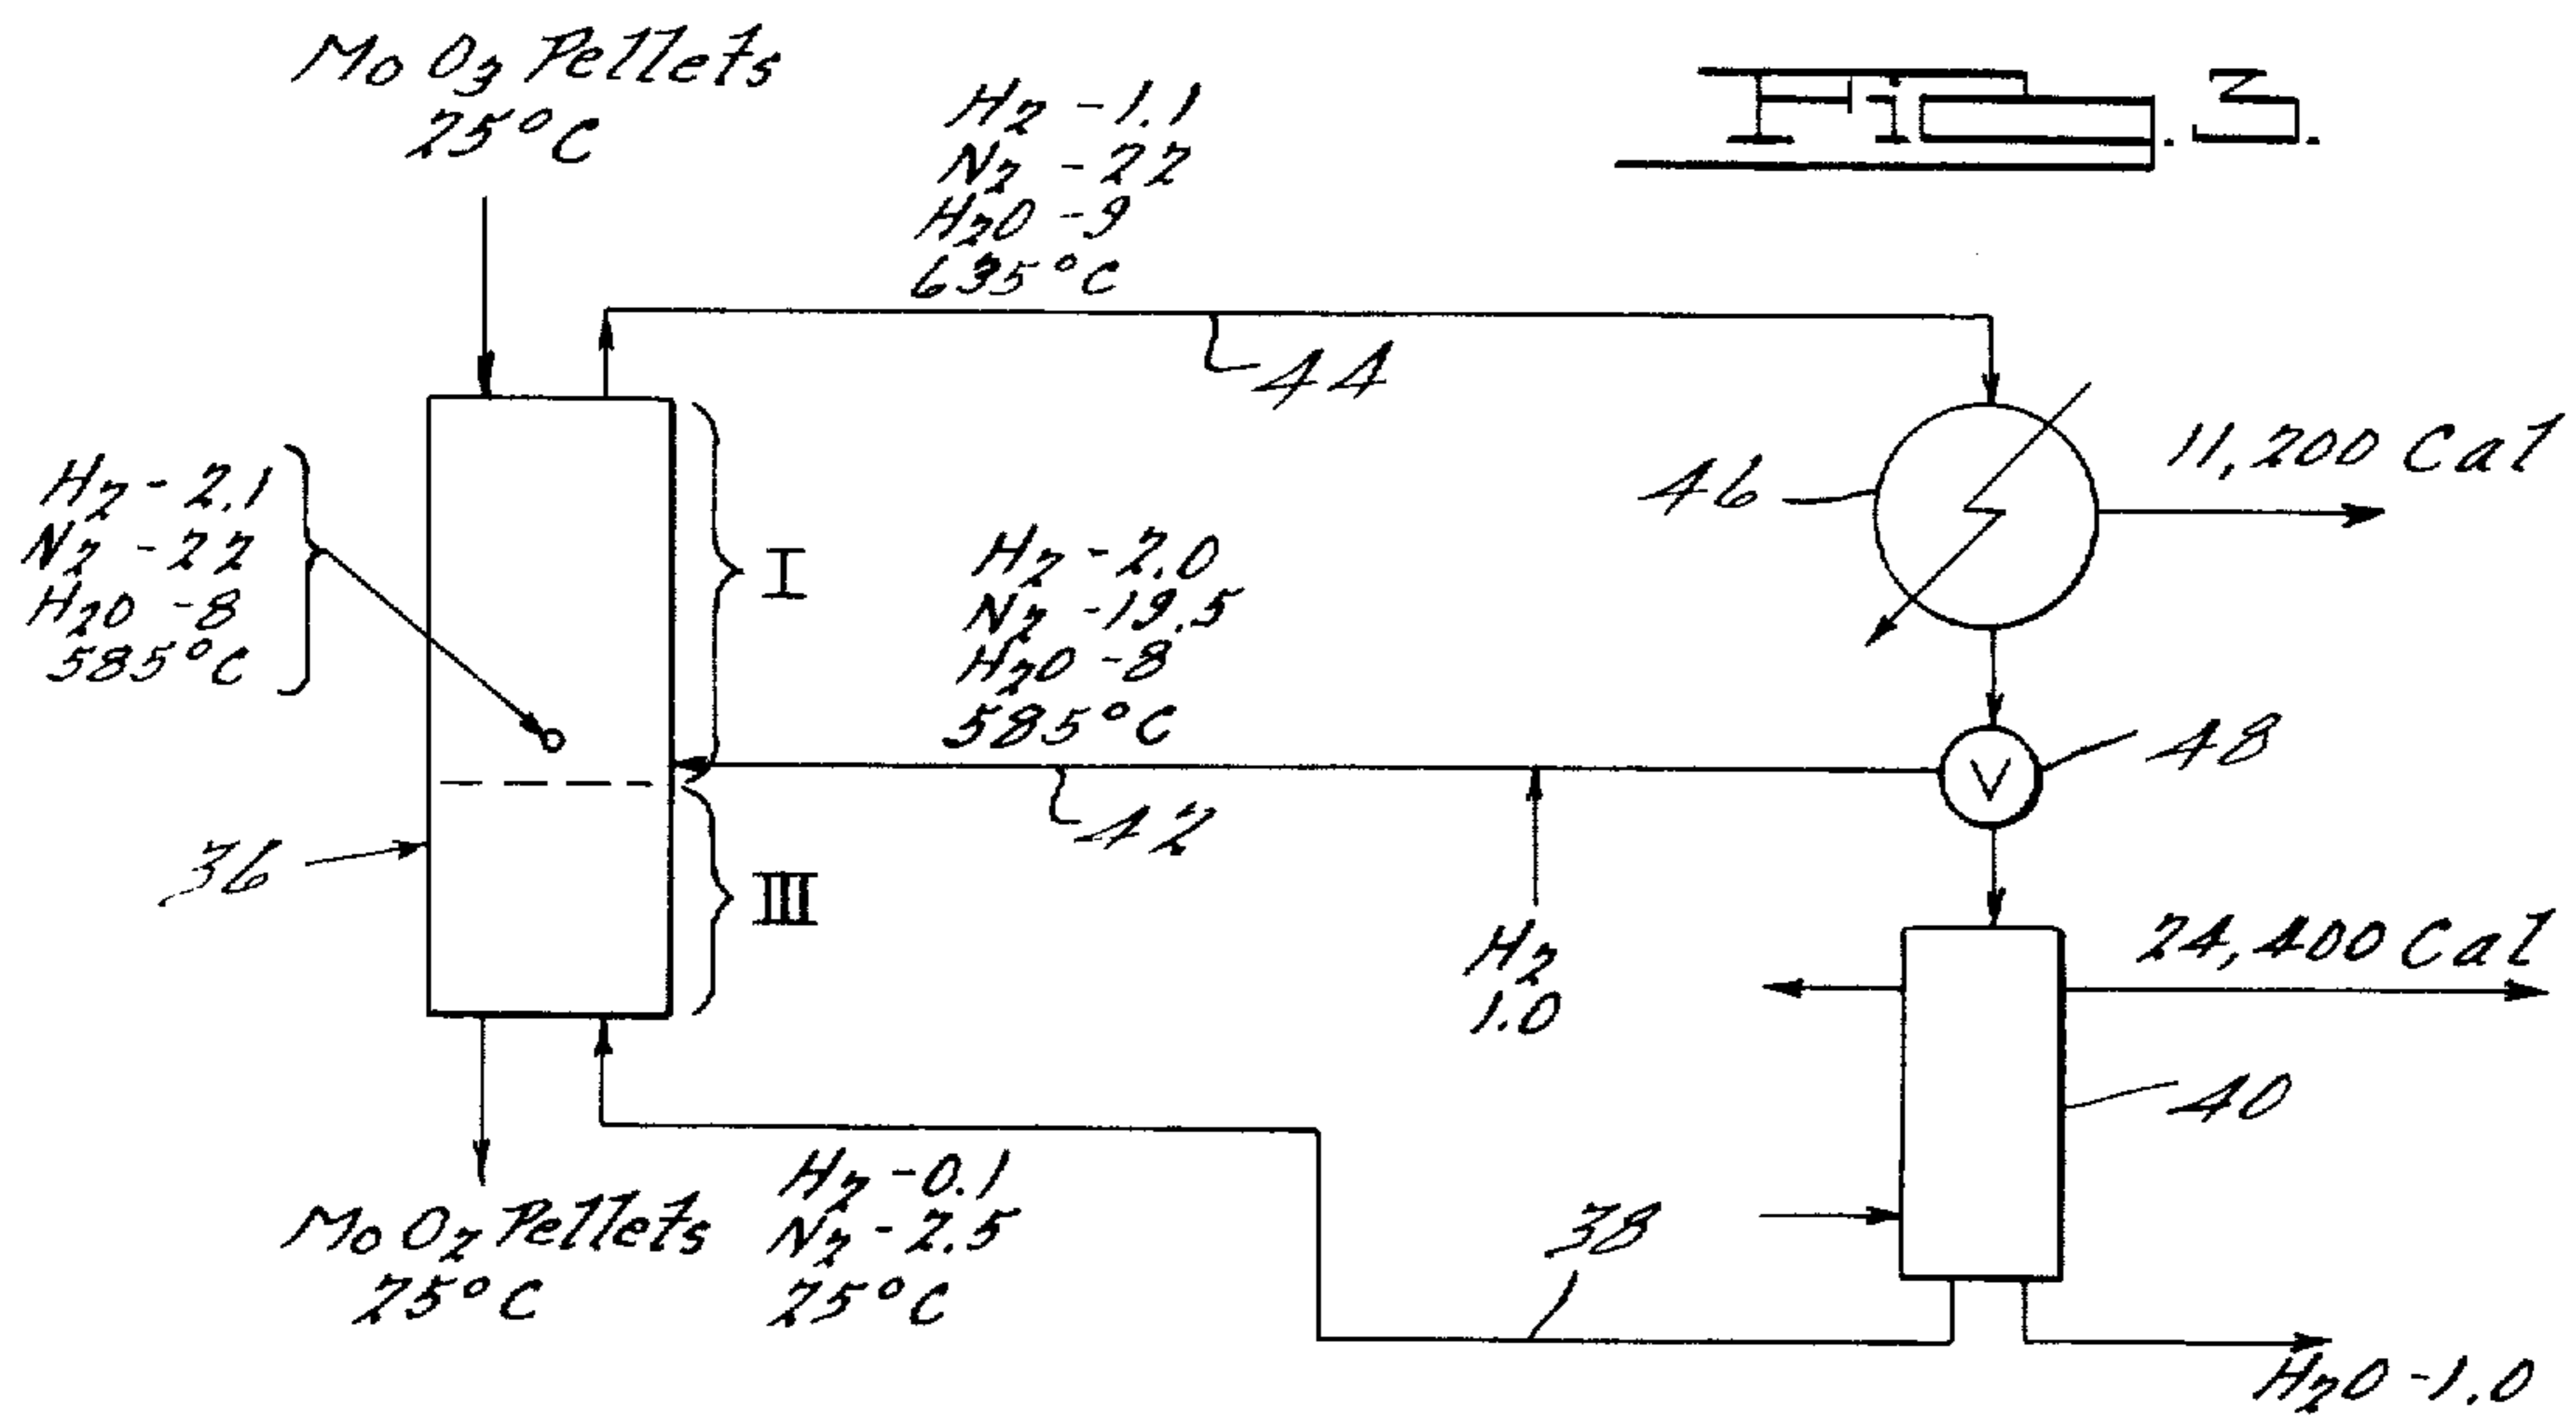 Fig. 3.
MoO3 Pellets
25°C
H2 - 1.1
N2 - 22
H2O - 9
635°C
44
H2 - 2.1
N2 - 22
H2O - 8
585°C
I
46
11,200 Cal
H2 - 2.0
N2 - 19.5
H2O - 8
585°C
42
48
V
36
III
H2
1.0
24,400 Cal
40
MoO2 Pellets
25°C
H2 - 0.1
N2 - 2.5
25°C
38
H2O - 1.0